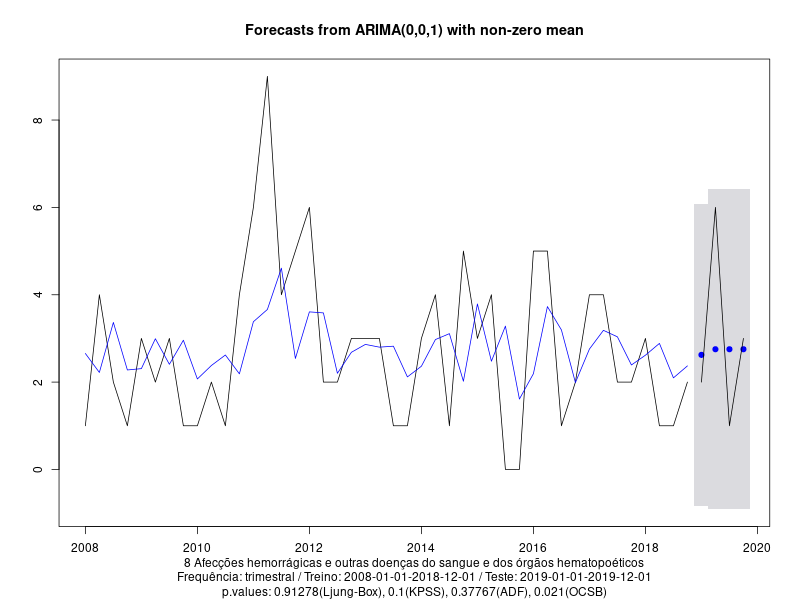 Forecasts from ARIMA(0,0,1) with non-zero mean
8
6
4
2
0
2008 2010 2012 2014 2016 2018 2020
8 Afecções hemorrágicas e outras doenças do sangue e dos órgãos hematopoéticos
Frequência: trimestral / Treino: 2008-01-01-2018-12-01 / Teste: 2019-01-01-2019-12-01
p.values: 0.91278(Ljung-Box), 0.1(KPSS), 0.37767(ADF), 0.021(OCSB)